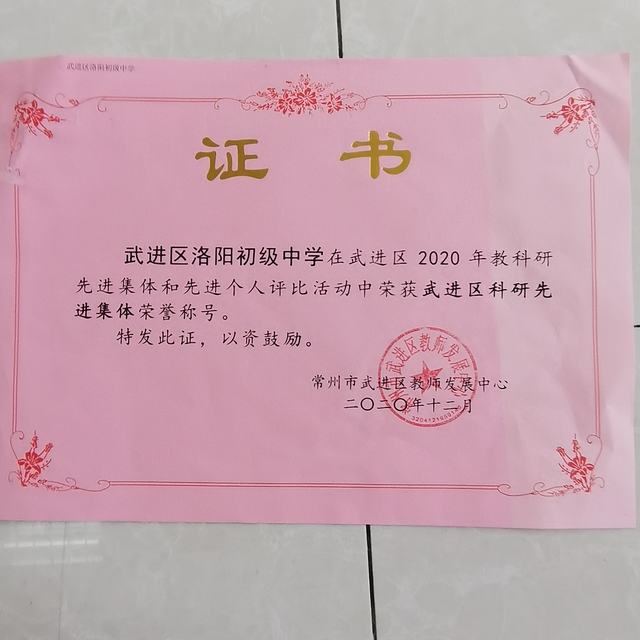 武进区洛阳初级中学
证 书
武进区洛阳初级中学在武进区 2020 年教科研
先进集体和先进个人评比活动中荣获武进区科研先
进集体荣誉称号。
特发此证，以资鼓励。
常州市武进区教师发展中心
二〇二〇年十二月